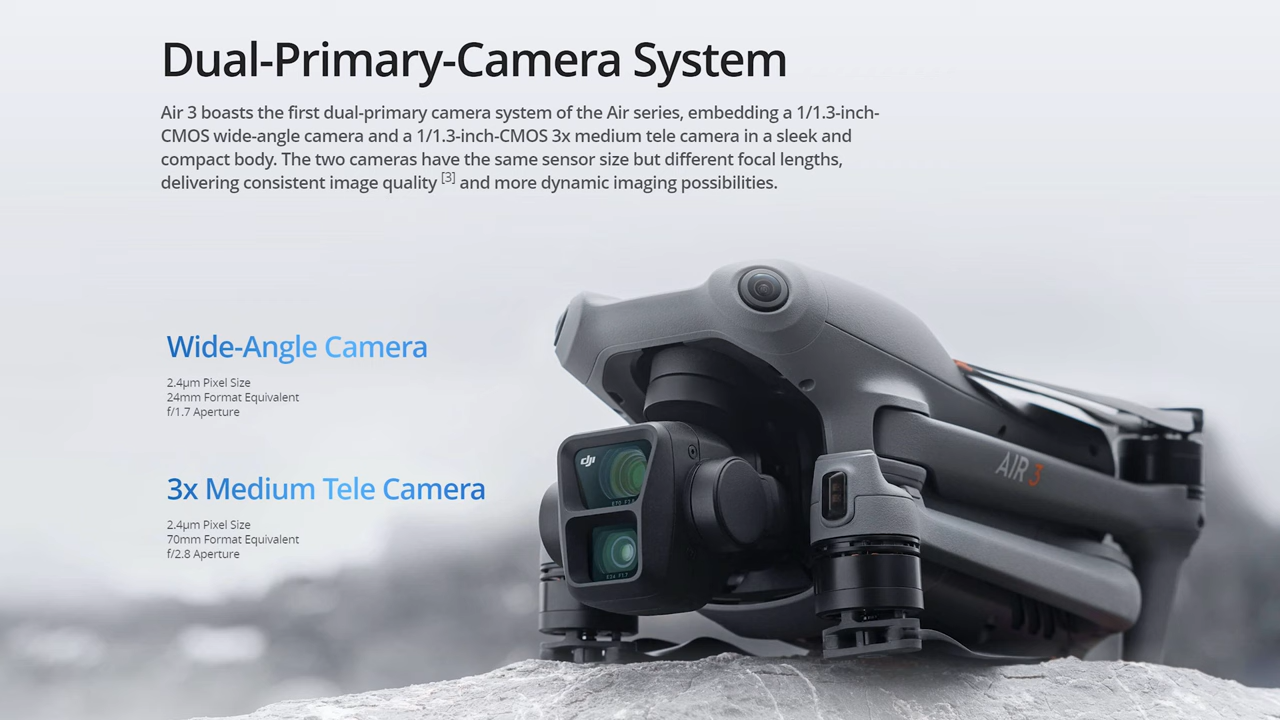 Dual-Primary-Camera System
Air 3 boasts the first dual-primary camera system of the Air series, embedding a 1/1.3-inch-
CMOS wide-angle camera and a 1/1.3-inch-CMOS 3x medium tele camera in a sleek and
compact body. The two cameras have the same sensor size but different focal lengths,
delivering consistent image quality [3] and more dynamic imaging possibilities.
Wide-Angle Camera
2.4μm Pixel Size
24mm Format Equivalent
f/1.7 Aperture
3x Medium Tele Camera
2.4μm Pixel Size
70mm Format Equivalent
f/2.8 Aperture
dji
AIR 3
E24 F1.7